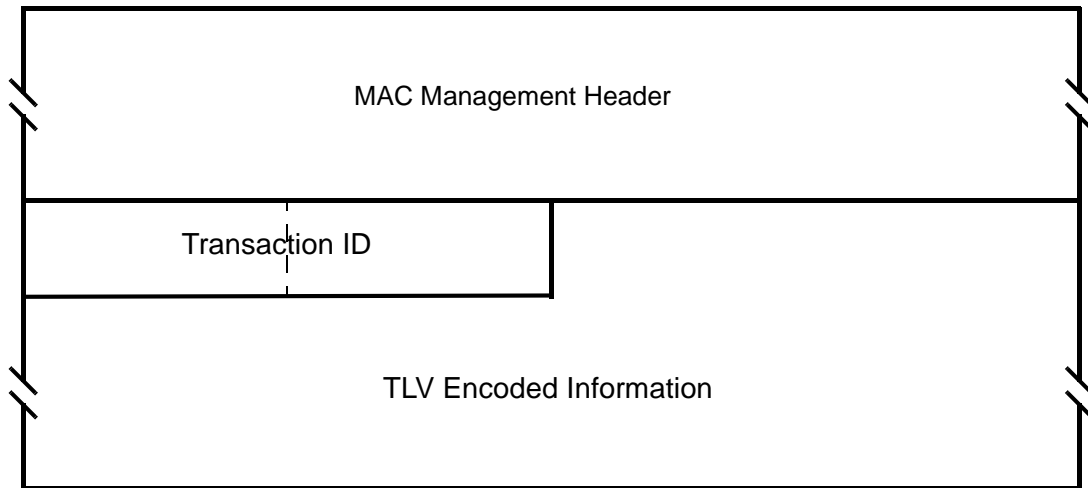 MAC Management Header
Transaction ID
TLV Encoded Information